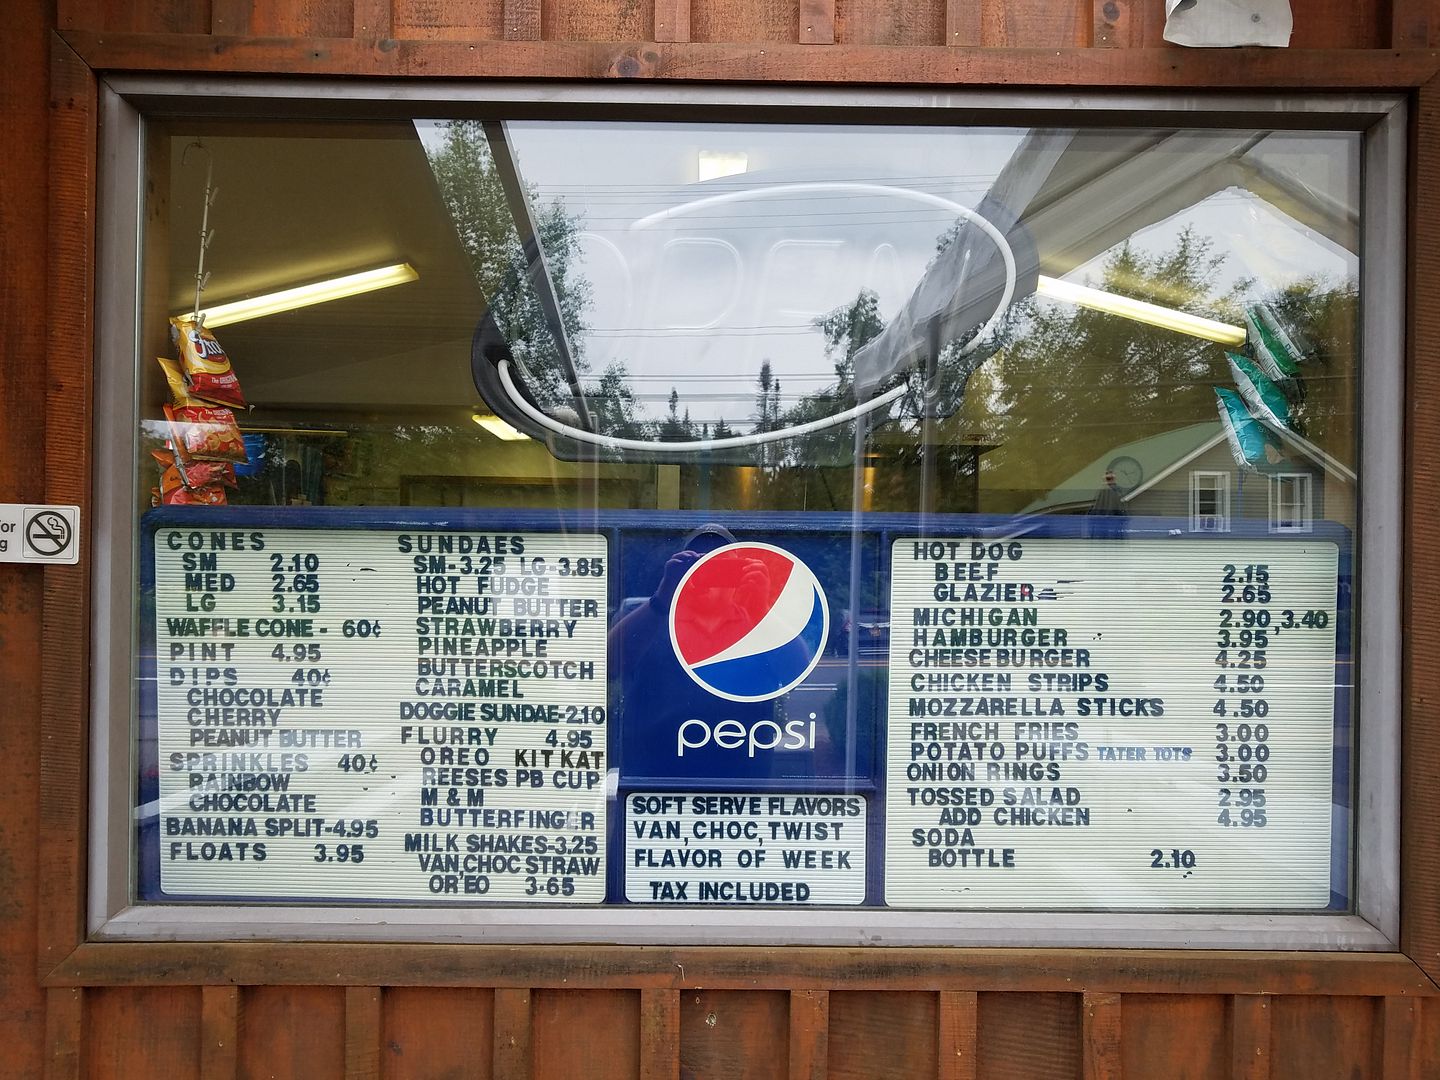 OPEN
or
g
CONES
SM 2.10
MED 2.65
LG 3.15
WAFFLE CONE - 60¢
PINT 4.95
DIPS 40¢
CHOCOLATE
CHERRY
PEANUT BUTTER
SPRINKLES 40¢
RAINBOW
CHOCOLATE
BANANA SPLIT-4.95
FLOATS 3.95
SUNDAES
SM-3.25 LG-3.85
HOT FUDGE
PEANUT BUTTER
STRAWBERRY
PINEAPPLE
BUTTERSCOTCH
CARAMEL
DOGGIE SUNDAE-2.10
FLURRY 4.95
OREO KIT KAT
REESES PB CUP
M & M
BUTTERFINGER
MILK SHAKES-3.25
VAN,CHOC STRAW
OREO 3.65
pepsi
SOFT SERVE FLAVORS
VAN, CHOC, TWIST
FLAVOR OF WEEK
TAX INCLUDED
HOT DOG
BEEF 2.15
GLAZIER 2.65
MICHIGAN 2.90,3.40
HAMBURGER 3.95
CHEESEBURGER 4.25
CHICKEN STRIPS 4.50
MOZZARELLA STICKS 4.50
FRENCH FRIES 3.00
POTATO PUFFS TATER TOTS 3.00
ONION RINGS 3.50
TOSSED SALAD 2.95
ADD CHICKEN 4.95
SODA
BOTTLE 2.10